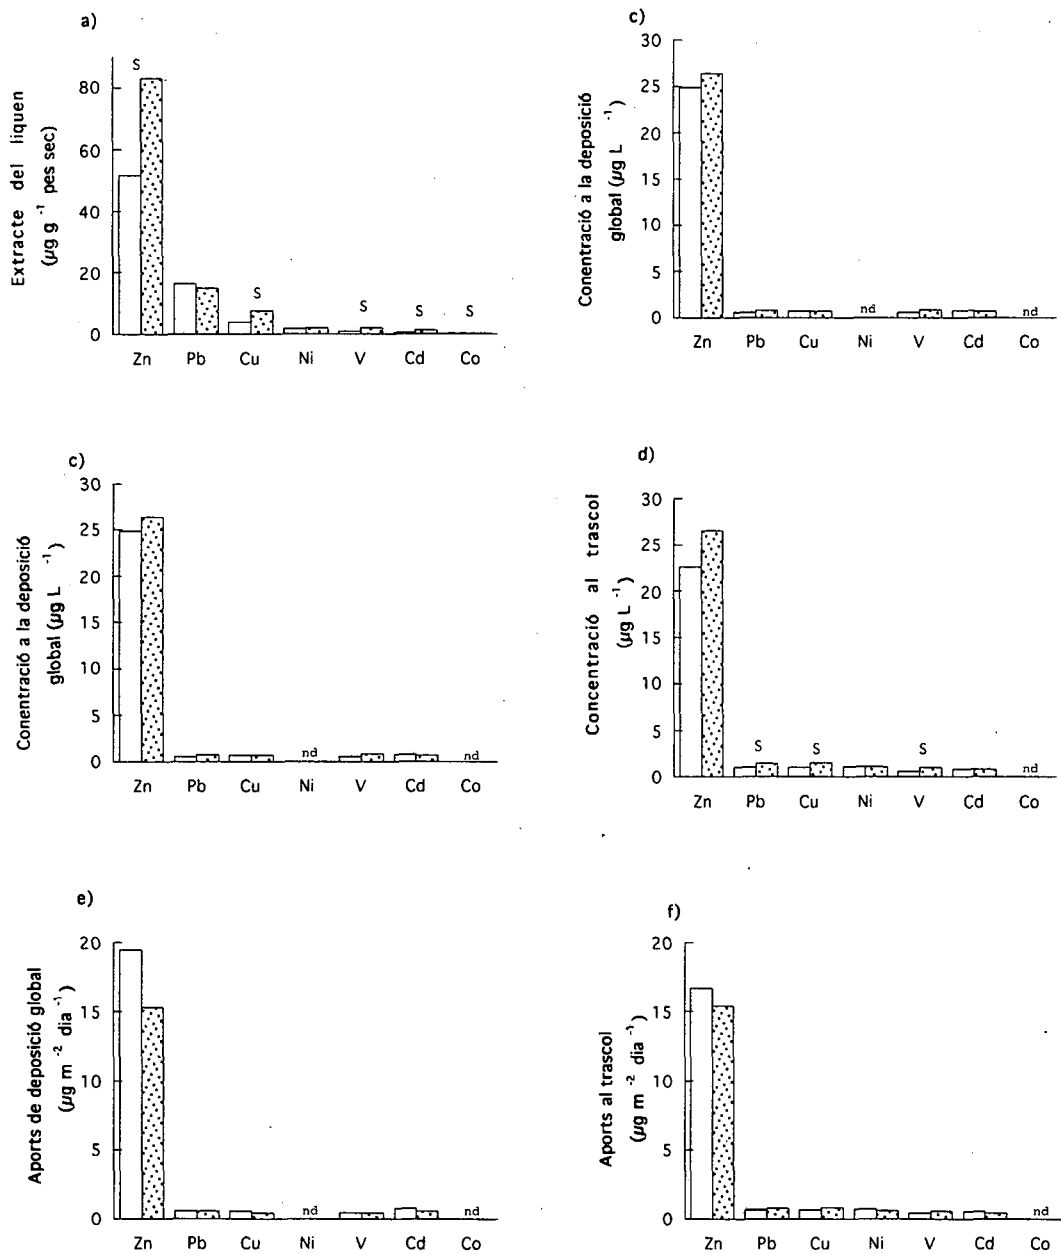 a)
Extracte del liquen
(µg g -1 pes sec)
80
60
40
20
0
S
S
S
S
S
Zn Pb Cu Ni V Cd Co
c)
Conentració a la deposició
global (µg L -1)
30
25
20
15
10
5
0
nd
nd
Zn Pb Cu Ni V Cd Co
c)
Conentració a la deposició
global (µg L -1)
30
25
20
15
10
5
0
nd
nd
Zn Pb Cu Ni V Cd Co
d)
Concentració al trascol
(µg L -1)
30
25
20
15
10
5
0
S
S
S
nd
Zn Pb Cu Ni V Cd Co
e)
Aports de deposició global
(µg m -2 dia -1)
20
15
10
5
0
nd
nd
Zn Pb Cu Ni V Cd Co
f)
Aports al trascol
(µg m -2 dia -1)
20
15
10
5
0
nd
Zn Pb Cu Ni V Cd Co